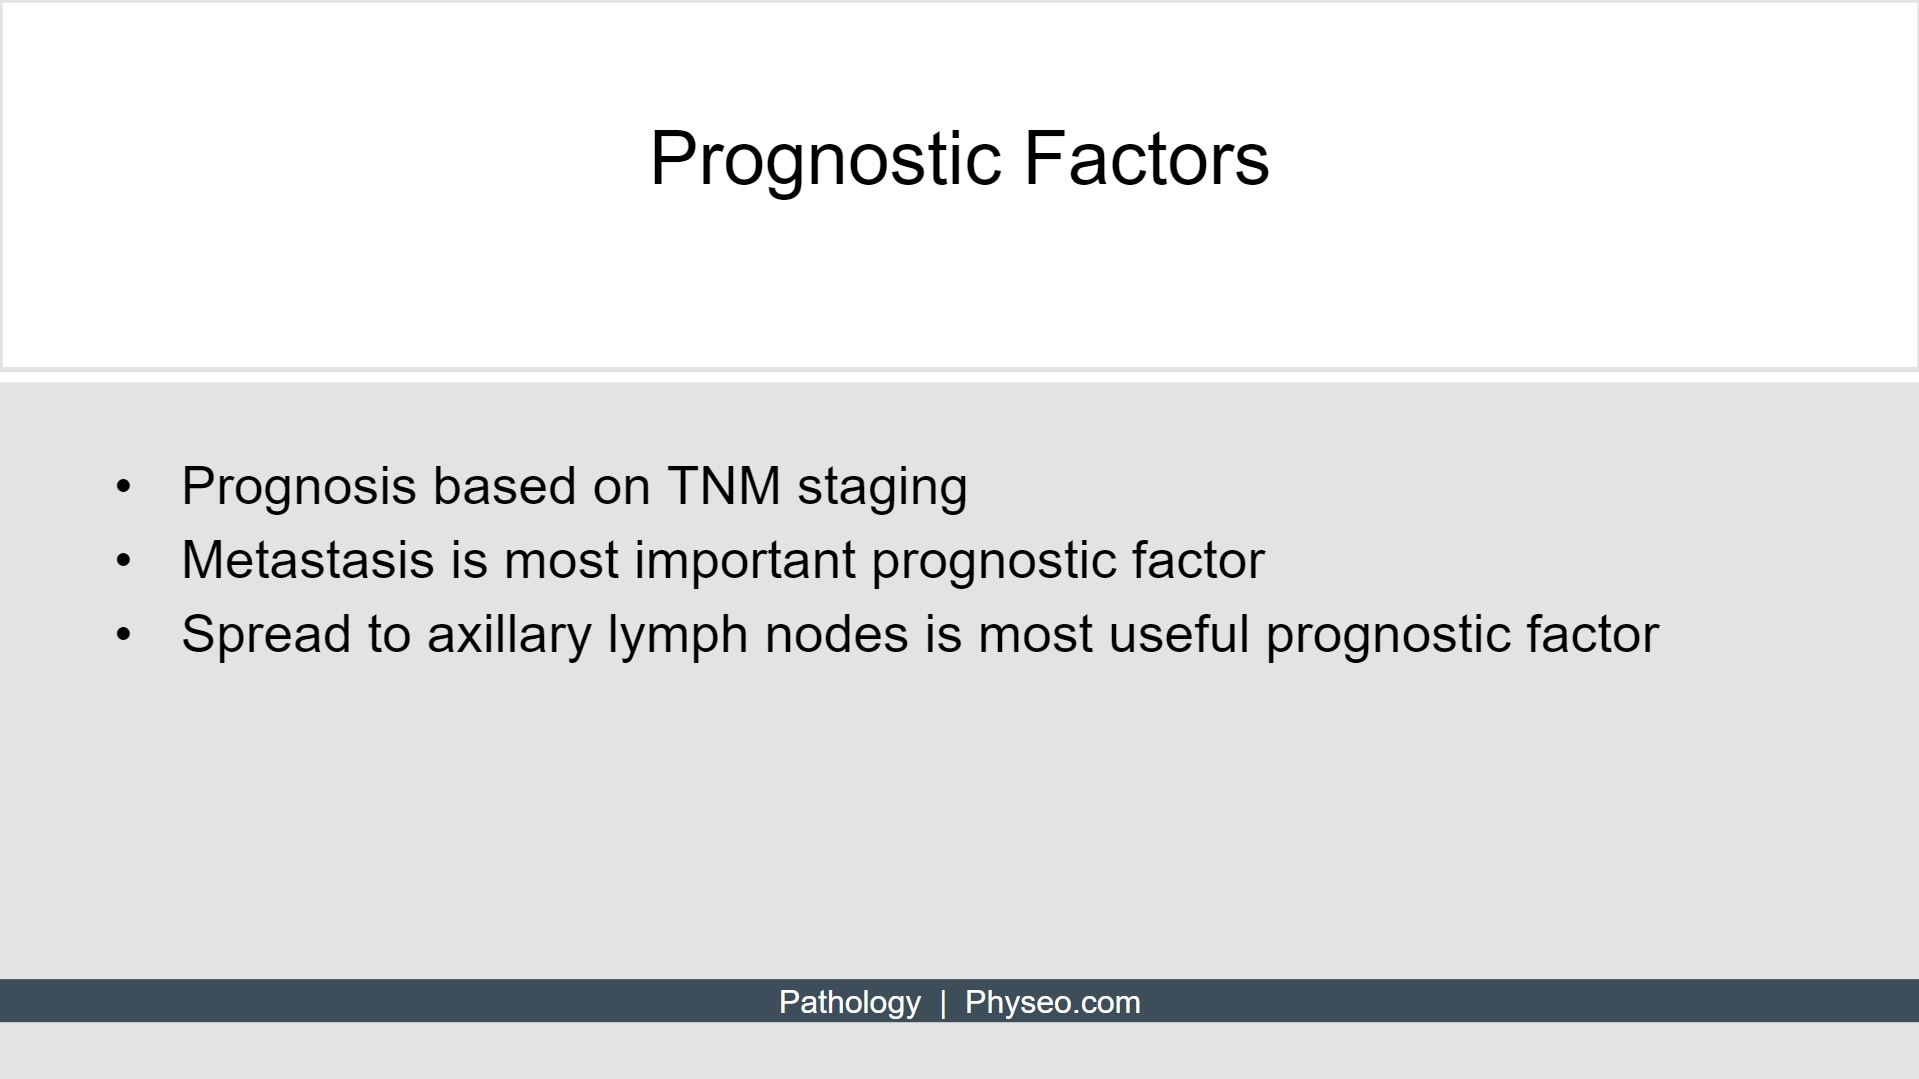 Prognostic Factors
• Prognosis based on TNM staging
• Metastasis is most important prognostic factor
• Spread to axillary lymph nodes is most useful prognostic factor
Pathology | Physeo.com